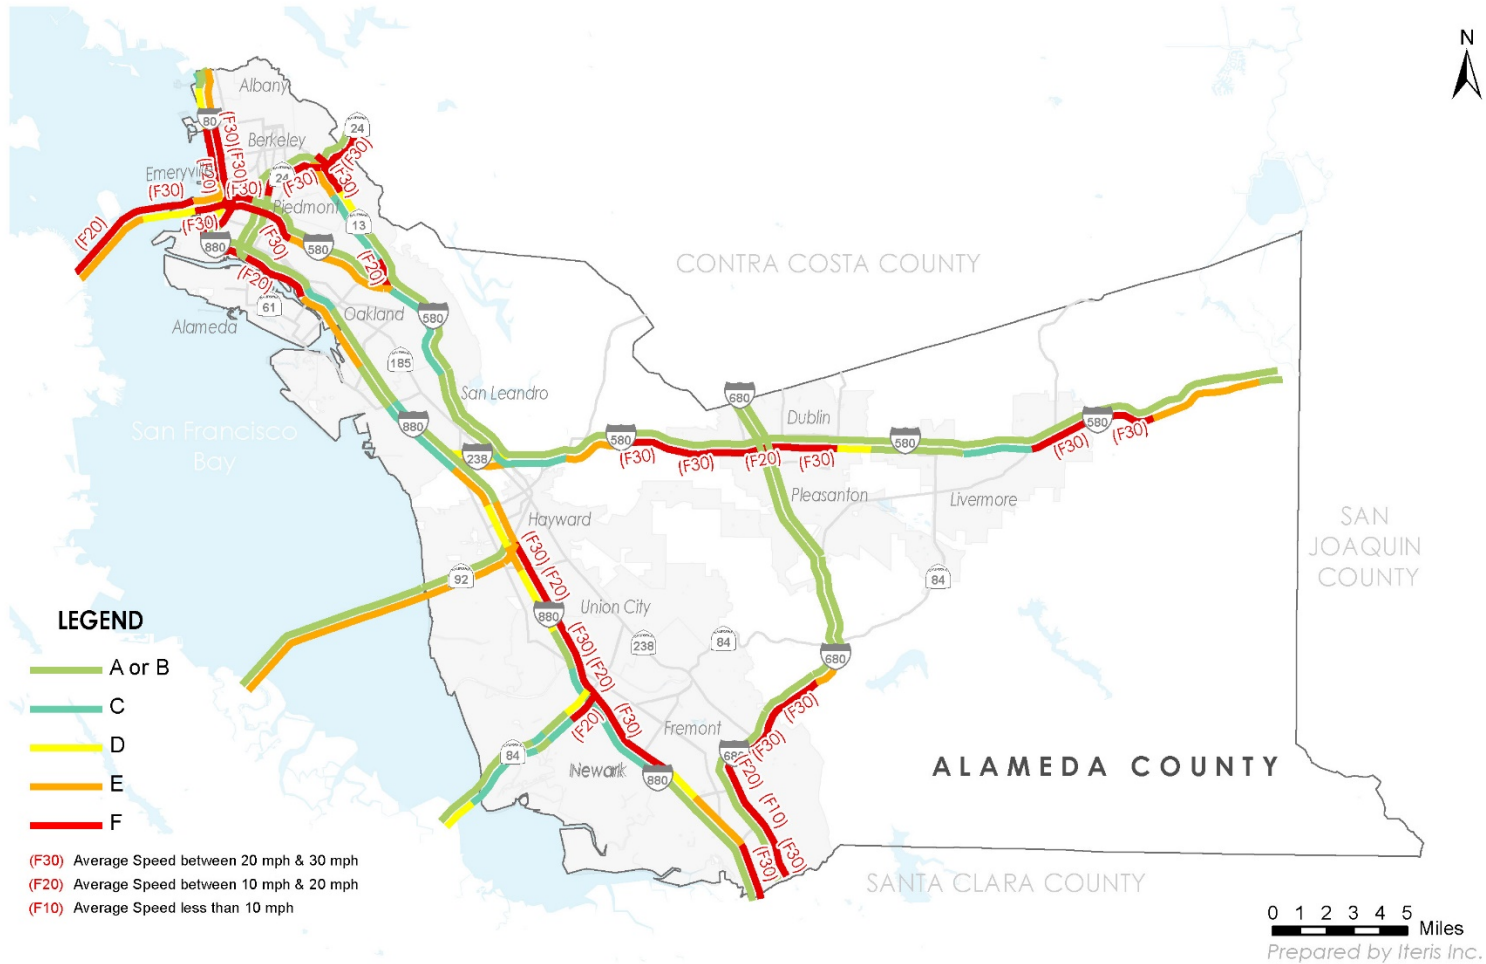 N
Albany
80
24
(F30)
(F30)
Berkeley
(F30)
Emeryville
(F20)
24
(F30)
(F30)
(F30)
(F30)
Piedmont
(F20)
(F30)
13
880
(F30)
580
CONTRA COSTA COUNTY
(F20)
(F20)
61
Oakland
580
Alameda
185
San Leandro
680
Dublin
880
580
580
580
San Francisco
Bay
238
(F30)
(F30)
(F20)
(F30)
(F30)
(F30)
Pleasanton
Livermore
Hayward
SAN
JOAQUIN
COUNTY
(F30)
(F20)
92
84
880
Union City
LEGEND
(F30)
238
84
680
A or B
(F20)
(F30)
C
(F20)
(F30)
Fremont
(F30)
D
84
680
(F20)
ALAMEDA COUNTY
Newark
880
E
(F10)
F
(F30)
(F30)
(F30) Average Speed between 20 mph & 30 mph
(F20) Average Speed between 10 mph & 20 mph
(F10) Average Speed less than 10 mph
SANTA CLARA COUNTY
0 1 2 3 4 5
Miles
Prepared by Iteris Inc.